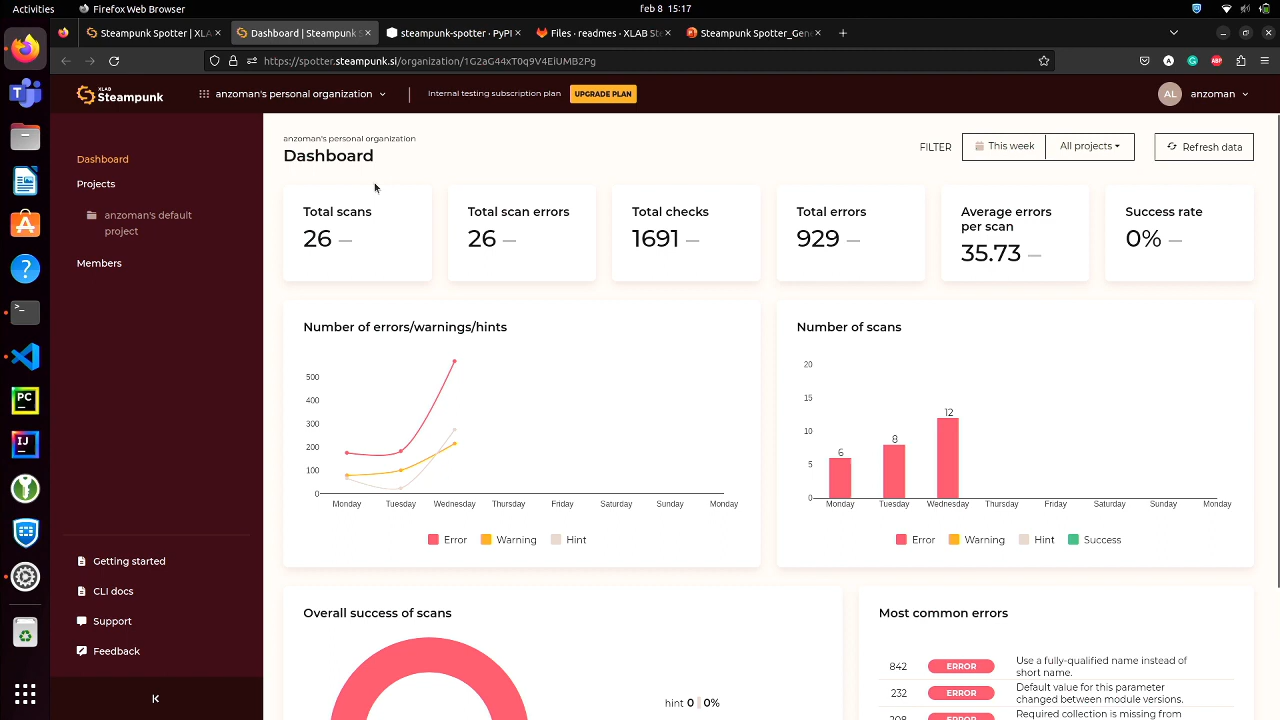 Activities
Firefox Web Browser
feb 8 15:17
Steampunk Spotter | XLA
Dashboard | Steampunk S
steampunk-spotter · PyPI
Files · readmes · XLAB Ste
Steampunk Spotter_Gene
https://spotter.steampunk.si/organization/1G2aG44xT0q9V4EiUMB2Pg
XLAB
Steampunk
anzoman's personal organization
Internal testing subscription plan
UPGRADE PLAN
AL
anzoman
Dashboard
Projects
anzoman's default
project
Members
Getting started
CLI docs
Support
Feedback
anzoman's personal organization
Dashboard
FILTER
This week
All projects
Refresh data
Total scans
26
Total scan errors
26
Total checks
1691
Total errors
929
Average errors
per scan
35.73
Success rate
0%
Number of errors/warnings/hints
500
400
300
200
100
0
Monday Tuesday Wednesday Thursday Friday Saturday Sunday Monday
Error Warning Hint
Number of scans
20
15
10
5
0
6
8
12
Monday Tuesday Wednesday Thursday Friday Saturday Sunday Monday
Error Warning Hint Success
Overall success of scans
hint 0 0%
Most common errors
842 ERROR Use a fully-qualified name instead of
short name.
232 ERROR Default value for this parameter
changed between module versions.
208 ERROR Required collection is missing from